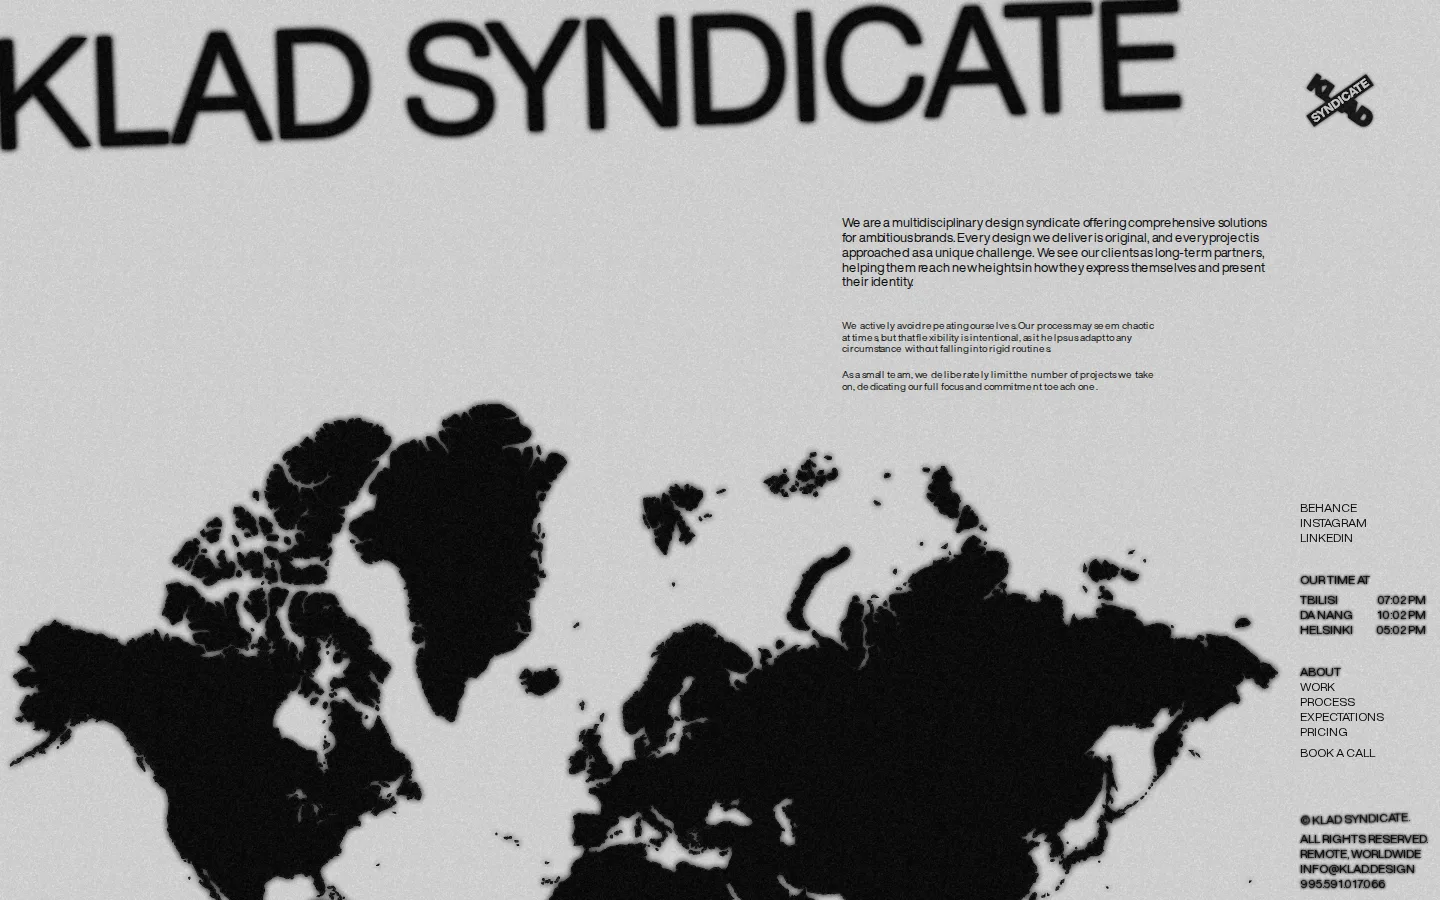 KLAD SYNDICATE
KLAD
SYNDICATE
We are a multidisciplinary design syndicate offering comprehensive solutions
for ambitious brands. Every design we deliver is original, and every project is
approached as a unique challenge. We see our clients as long-term partners,
helping them reach new heights in how they express themselves and present
their identity.
We actively avoid repeating ourselves. Our process may seem chaotic
at times, but that flexibility is intentional, as it helps us adapt to any
circumstance without falling into rigid routines.
As a small team, we deliberately limit the number of projects we take
on, dedicating our full focus and commitment to each one.
BEHANCE
INSTAGRAM
LINKEDIN
OUR TIME AT
TBILISI 07:02 PM
DA NANG 10:02 PM
HELSINKI 05:02 PM
ABOUT
WORK
PROCESS
EXPECTATIONS
PRICING
BOOK A CALL
© KLAD SYNDICATE.
ALL RIGHTS RESERVED.
REMOTE, WORLDWIDE
INFO@KLAD.DESIGN
995.591.017.066